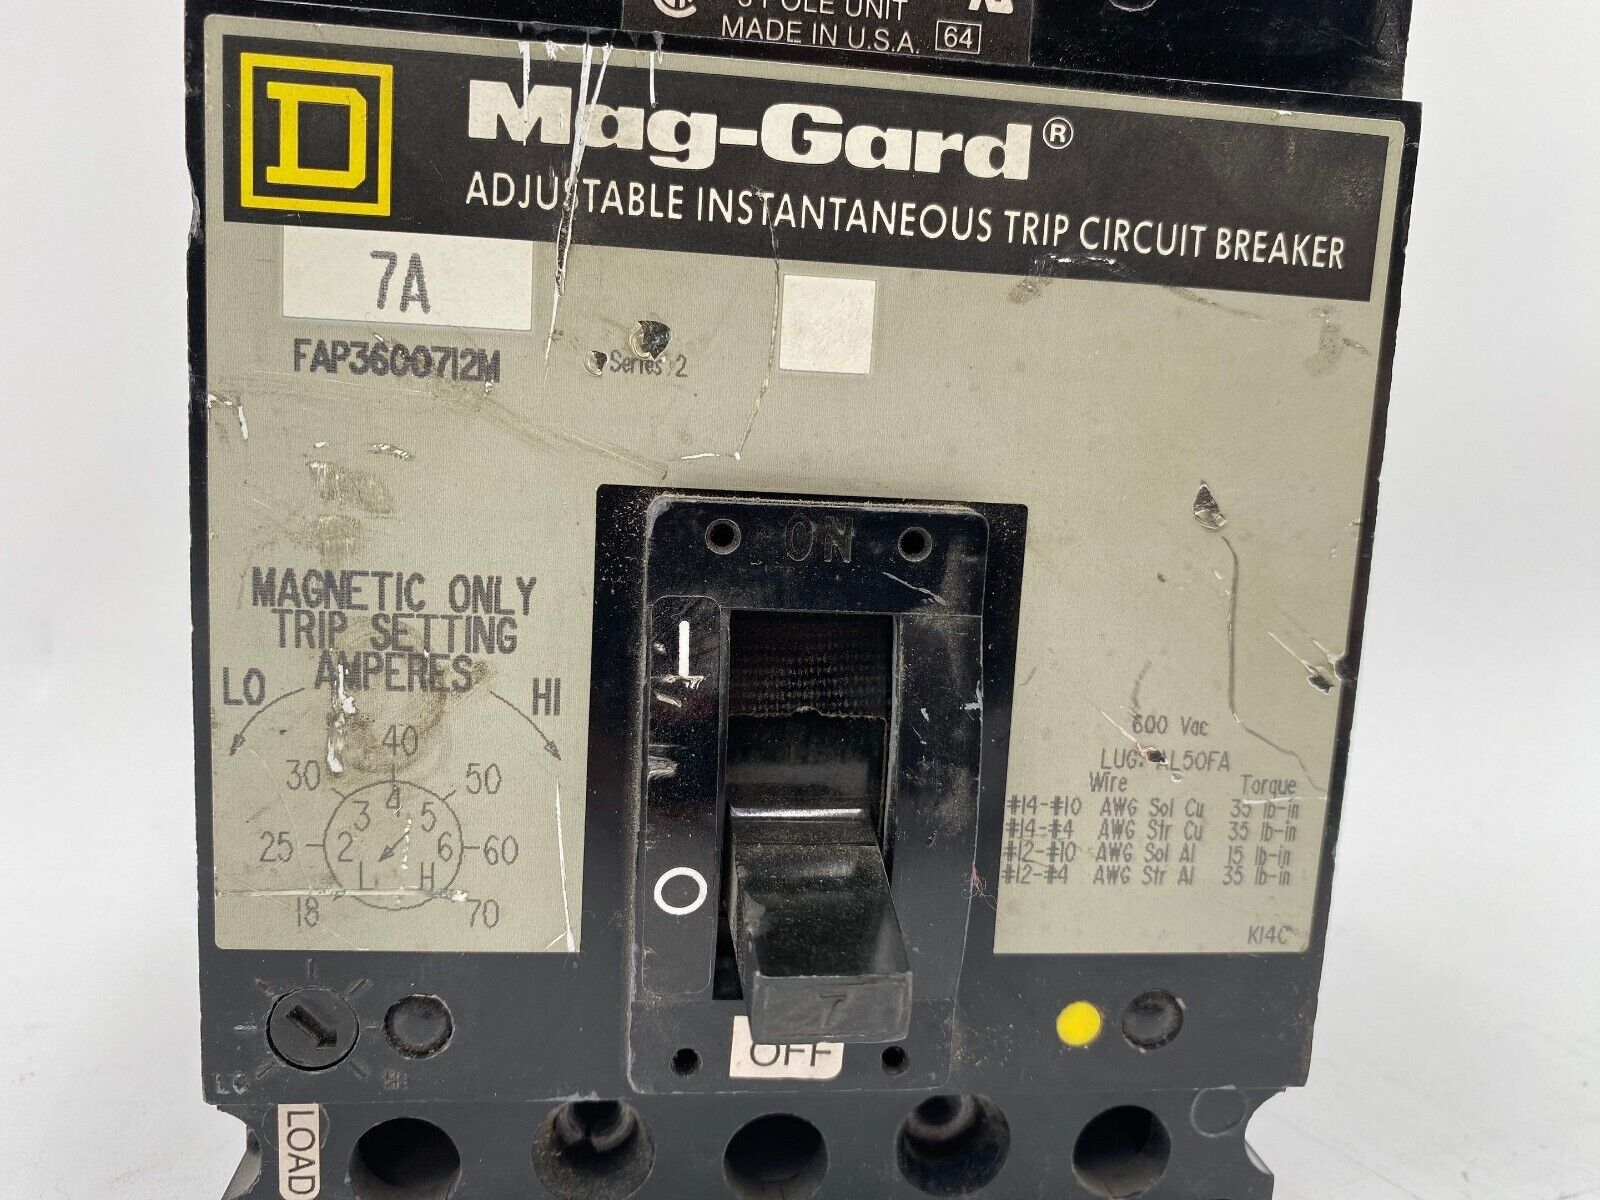 POLE UNIT
MADE IN U.S.A. 64
D
Mag-Gard®
ADJUSTABLE INSTANTANEOUS TRIP CIRCUIT BREAKER
7A
FAP3600712M
Series 2
ON
MAGNETIC ONLY
TRIP SETTING
AMPERES
LO HI
40
30 50
3 4 5
25 2 6 60
L H
18 70
600 Vac
AL50FA
Wire Torque
#14-#10 AWG Sol Cu 35 lb-in
#14-#4 AWG Str Cu 35 lb-in
#12-#10 AWG Sol Al 15 lb-in
#12-#4 AWG Str Al 35 lb-in
K14C
I
O
7
OFF
LOAD